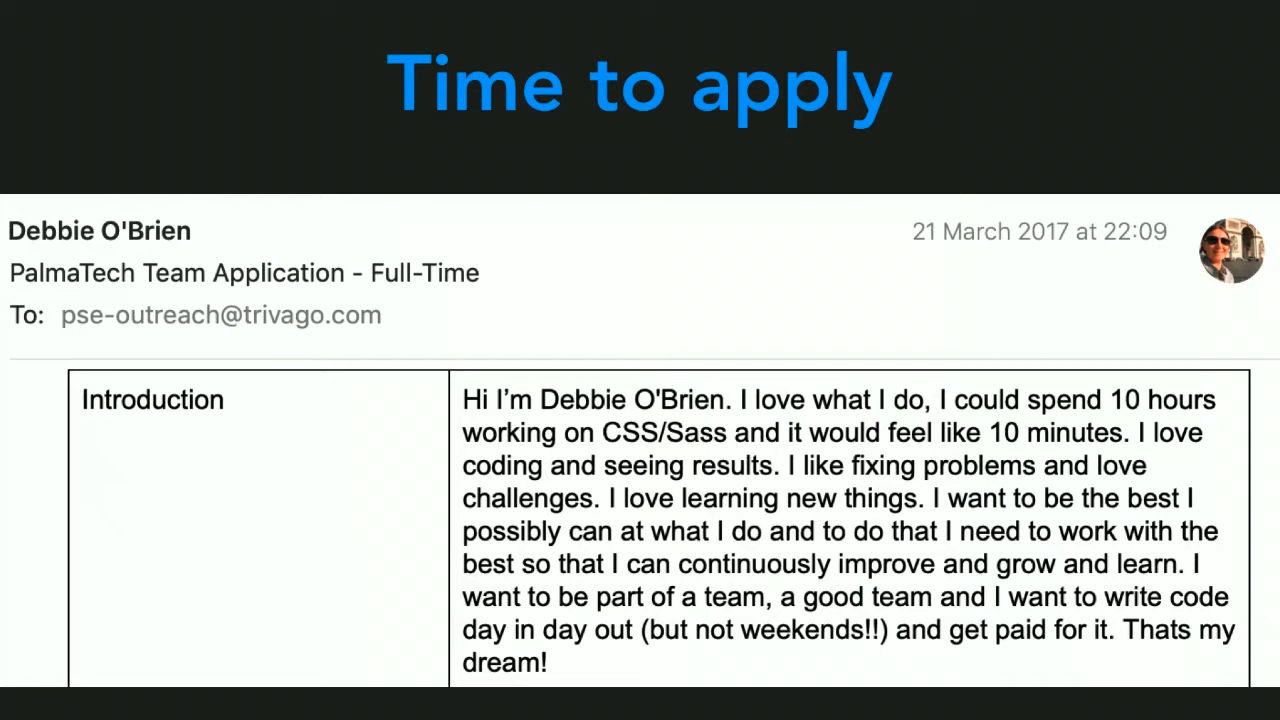 Time to apply
Debbie O'Brien
21 March 2017 at 22:09
PalmaTech Team Application - Full-Time
To: pse-outreach@trivago.com
Introduction
Hi I’m Debbie O'Brien. I love what I do, I could spend 10 hours
working on CSS/Sass and it would feel like 10 minutes. I love
coding and seeing results. I like fixing problems and love
challenges. I love learning new things. I want to be the best I
possibly can at what I do and to do that I need to work with the
best so that I can continuously improve and grow and learn. I
want to be part of a team, a good team and I want to write code
day in day out (but not weekends!!) and get paid for it. Thats my
dream!